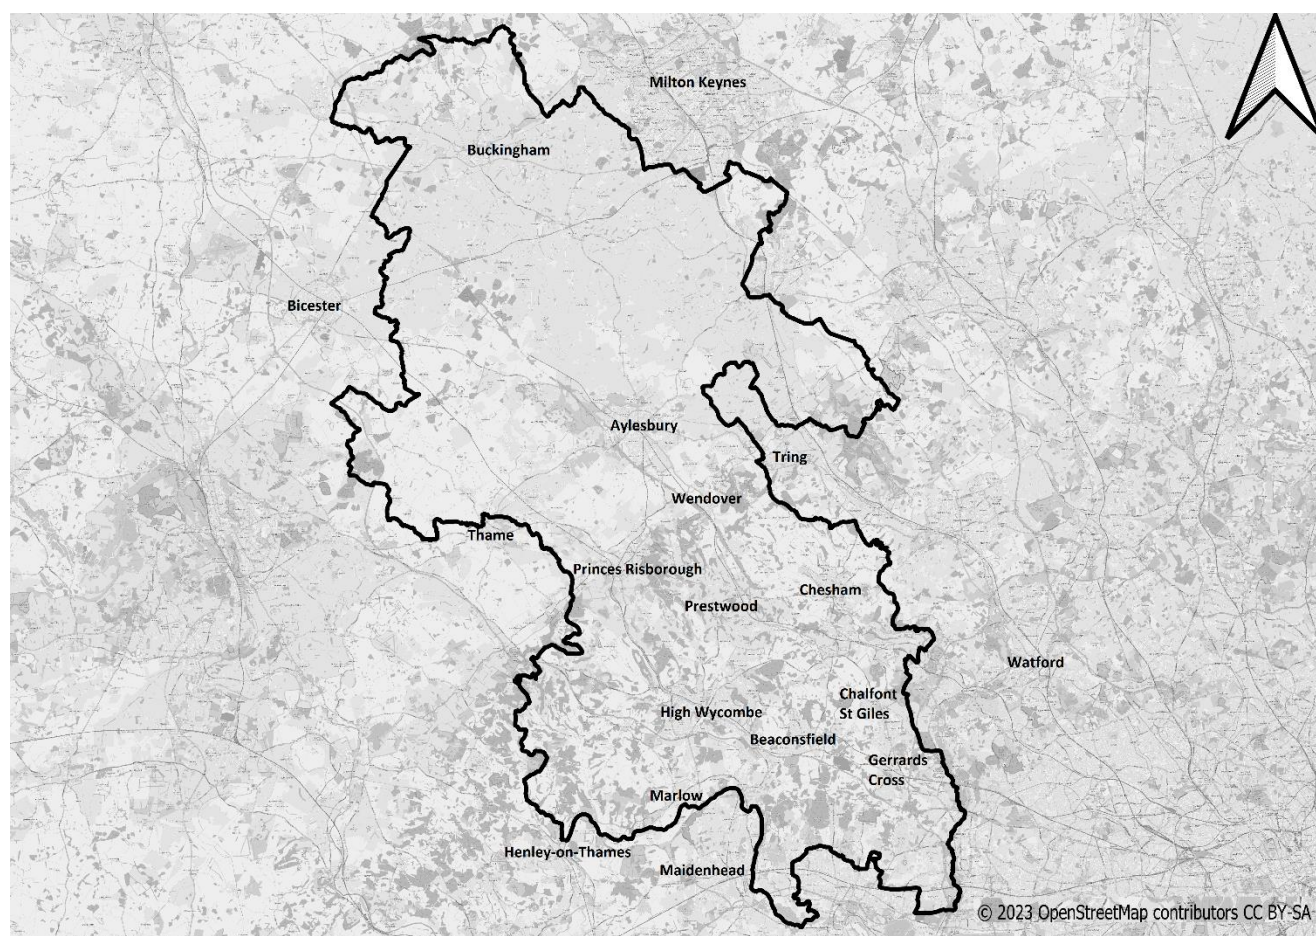 Milton Keynes
Buckingham
Bicester
Aylesbury
Tring
Wendover
Thame
Princes Risborough
Chesham
Prestwood
Watford
Chalfont
St Giles
High Wycombe
Beaconsfield
Gerrards
Cross
Marlow
Henley-on-Thames
Maidenhead
© 2023 OpenStreetMap contributors CC BY-SA